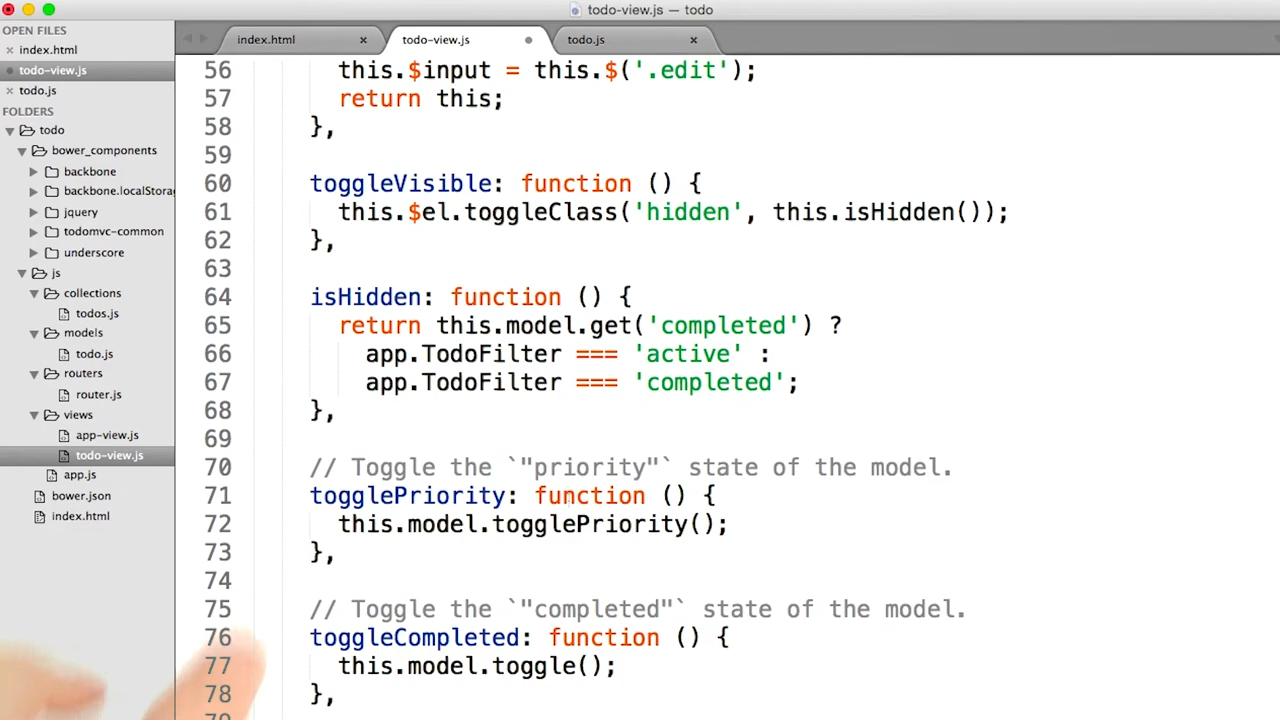 todo-view.js — todo
OPEN FILES
index.html
todo-view.js
todo.js
FOLDERS
todo
bower_components
backbone
backbone.localStorag
jquery
todomvc-common
underscore
js
collections
todos.js
models
todo.js
routers
router.js
views
app-view.js
todo-view.js
app.js
bower.json
index.html
index.html
todo-view.js
todo.js
56 this.$input = this.$('.edit');
57 return this;
58 },
59
60 toggleVisible: function () {
61 this.$el.toggleClass('hidden', this.isHidden());
62 },
63
64 isHidden: function () {
65 return this.model.get('completed') ?
66 app.TodoFilter === 'active' :
67 app.TodoFilter === 'completed';
68 },
69
70 // Toggle the `"priority"` state of the model.
71 togglePriority: function () {
72 this.model.togglePriority();
73 },
74
75 // Toggle the `"completed"` state of the model.
76 toggleCompleted: function () {
77 this.model.toggle();
78 },